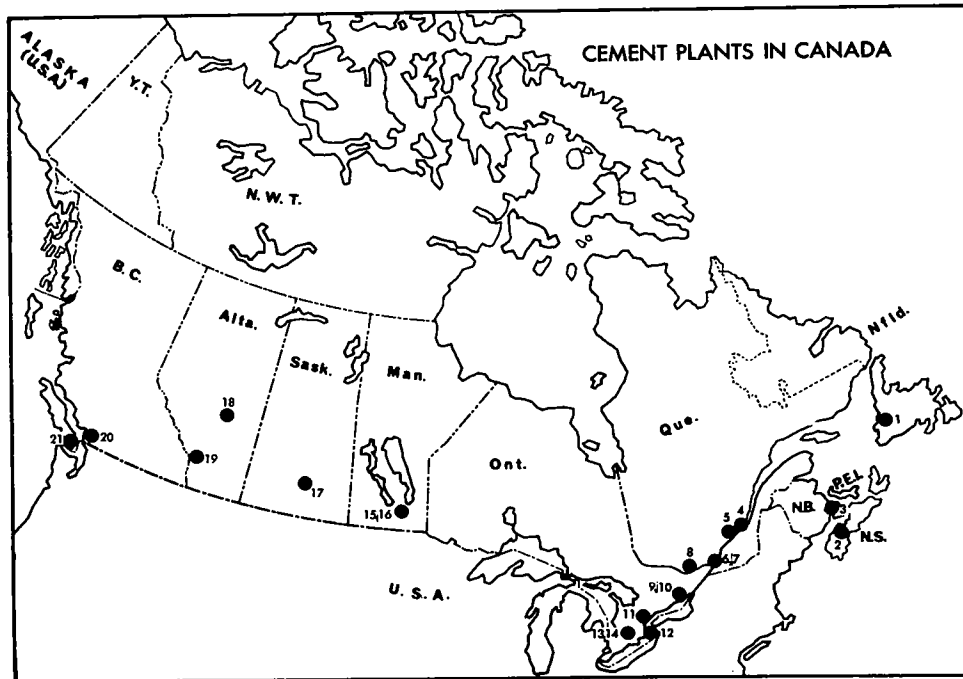 CEMENT PLANTS IN CANADA
ALASKA
(U.S.A.)
Y.T.
N.W.T.
B.C.
Alta.
Sask.
Man.
Ont.
Que.
Nfld.
P.E.I.
N.B.
N.S.
U.S.A.
1
2
3
4
5
6,7
8
9,10
11
12
13 14
15,16
17
18
19
20
21